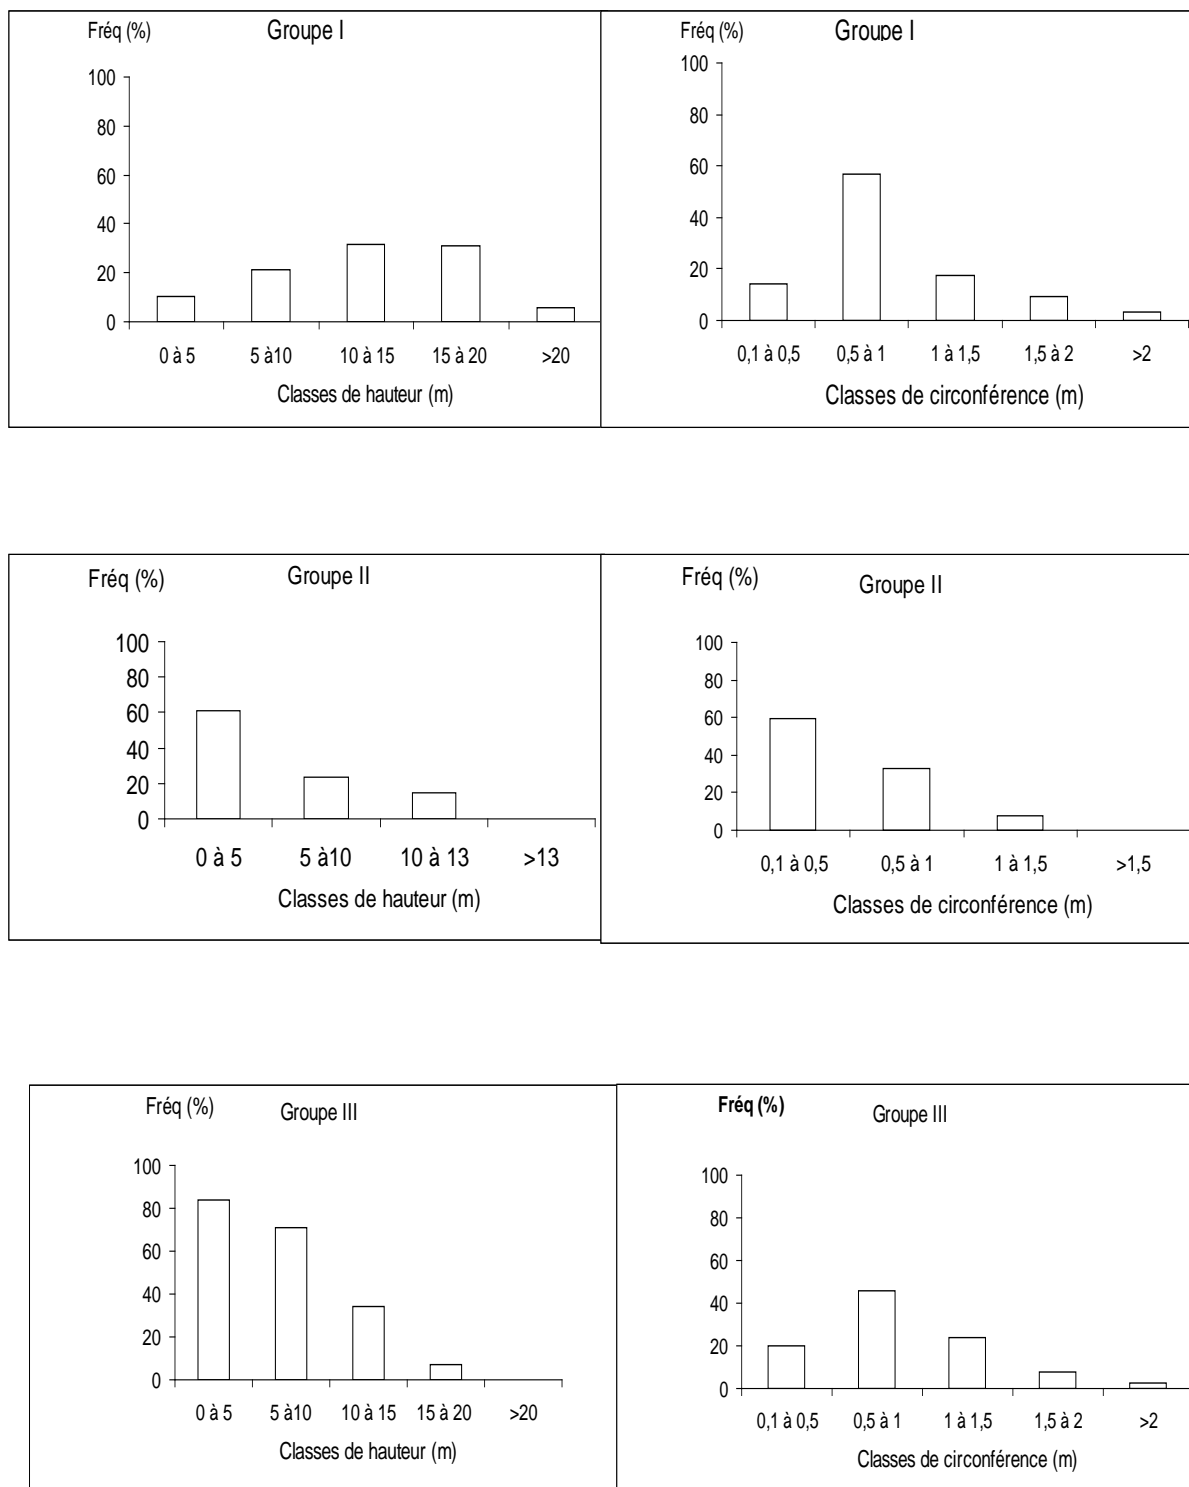 Fréq (%) Groupe I
100
80
60
40
20
0
0 à 5 5 à10 10 à 15 15 à 20 >20
Classes de hauteur (m)
Fréq (%) Groupe I
100
80
60
40
20
0
0,1 à 0,5 0,5 à 1 1 à 1,5 1,5 à 2 >2
Classes de circonférence (m)
Fréq (%) Groupe II
100
80
60
40
20
0
0 à 5 5 à10 10 à 13 >13
Classes de hauteur (m)
Fréq (%) Groupe II
100
80
60
40
20
0
0,1 à 0,5 0,5 à 1 1 à 1,5 >1,5
Classes de circonférence (m)
Fréq (%) Groupe III
100
80
60
40
20
0
0 à 5 5 à10 10 à 15 15 à 20 >20
Classes de hauteur (m)
Fréq (%) Groupe III
100
80
60
40
20
0
0,1 à 0,5 0,5 à 1 1 à 1,5 1,5 à 2 >2
Classes de circonférence (m)